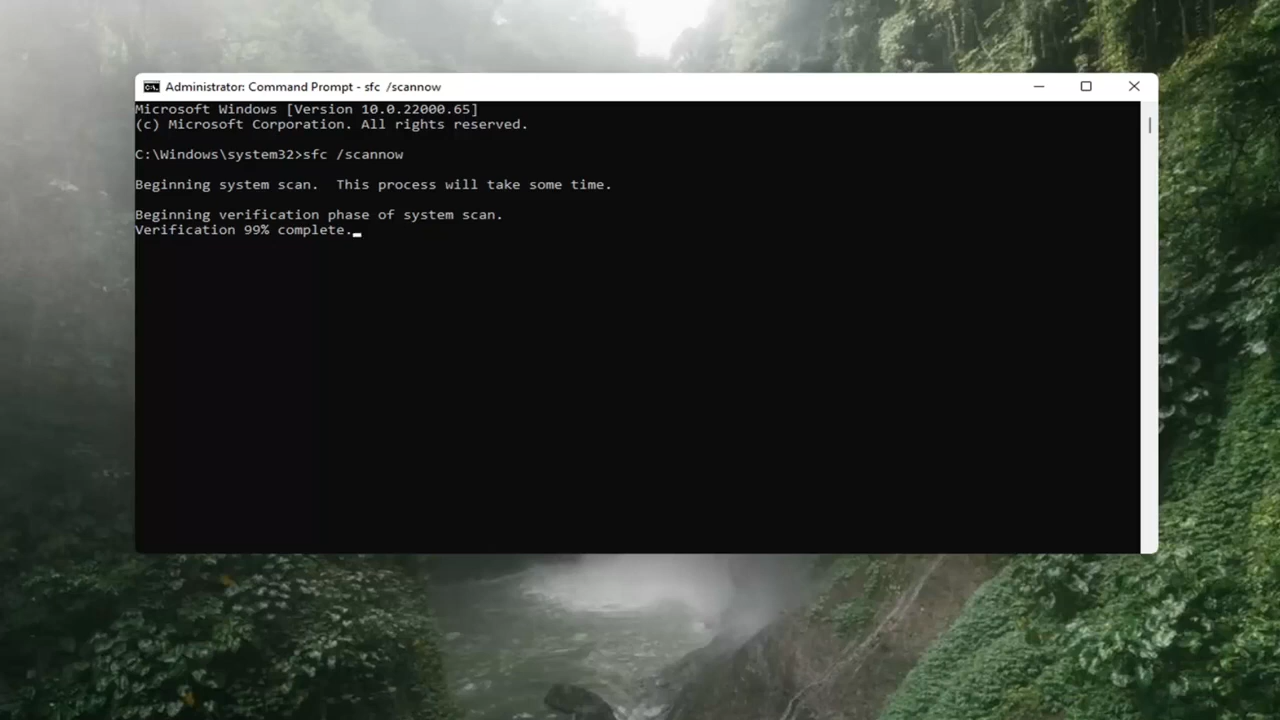 Administrator: Command Prompt - sfc /scannow
Microsoft Windows [Version 10.0.22000.65]
(c) Microsoft Corporation. All rights reserved.
C:\Windows\system32>sfc /scannow
Beginning system scan.  This process will take some time.
Beginning verification phase of system scan.
Verification 99% complete.